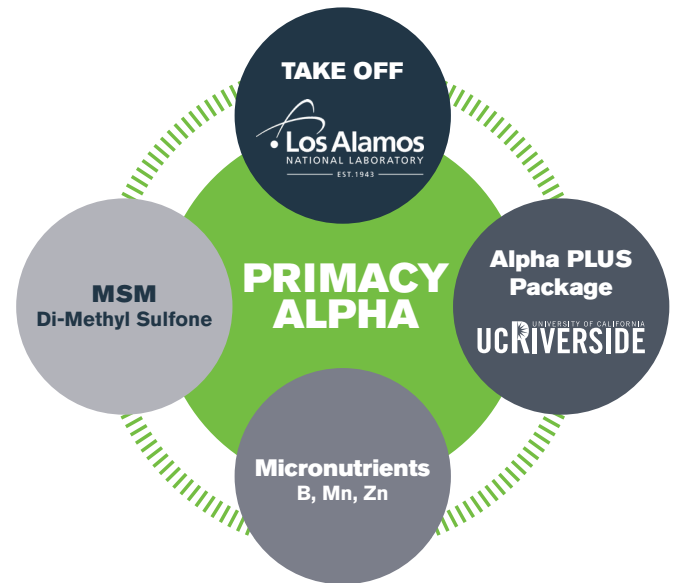 TAKE OFF
Los Alamos
NATIONAL LABORATORY
EST.1943
PRIMACY
ALPHA
MSM
Di-Methyl Sulfone
Alpha PLUS
Package
UNIVERSITY OF CALIFORNIA
UCRIVERSIDE
Micronutrients
B, Mn, Zn